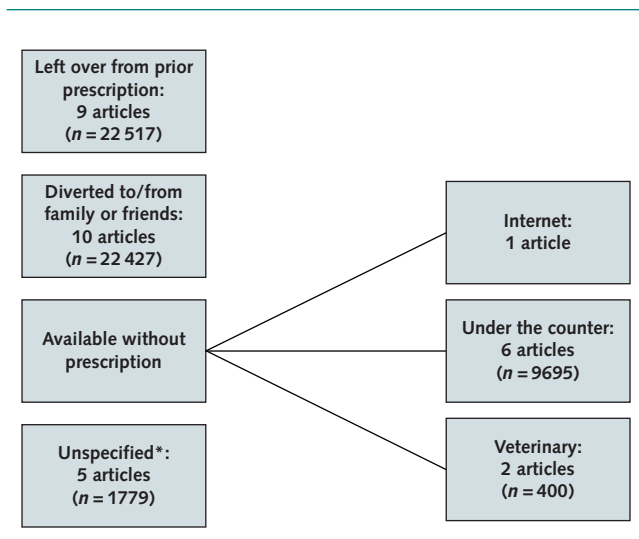 Left over from prior
prescription:
9 articles
(n = 22 517)
Diverted to/from
family or friends:
10 articles
(n = 22 427)
Available without
prescription
Unspecified*:
5 articles
(n = 1779)
Internet:
1 article
Under the counter:
6 articles
(n = 9695)
Veterinary:
2 articles
(n = 400)